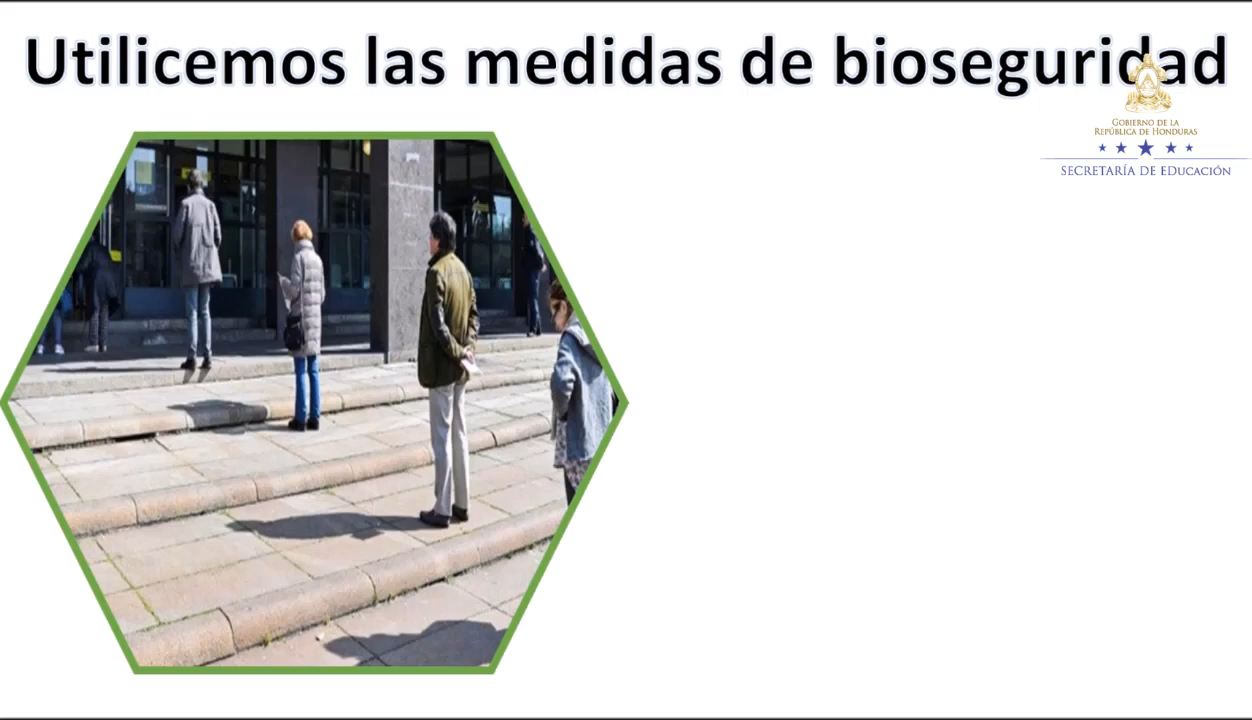 Utilicemos las medidas de bioseguridad
GOBIERNO DE LA
REPÚBLICA DE HONDURAS
SECRETARÍA DE EDUCACIÓN